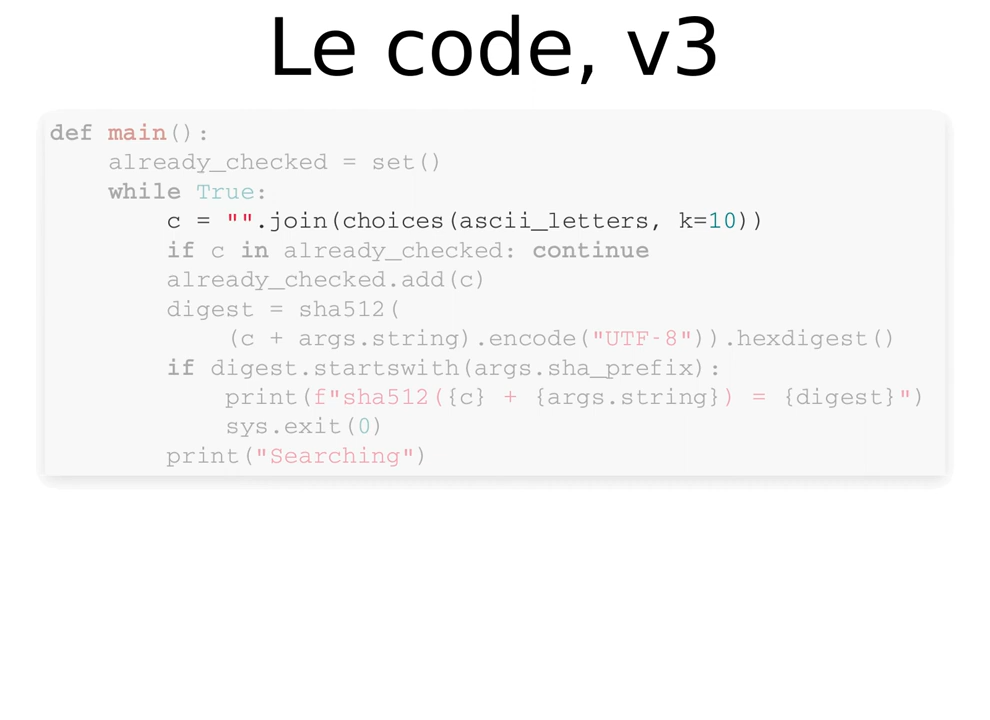 Le code, v3
def main():
    already_checked = set()
    while True:
        c = "".join(choices(ascii_letters, k=10))
        if c in already_checked: continue
        already_checked.add(c)
        digest = sha512(
            (c + args.string).encode("UTF-8")).hexdigest()
        if digest.startswith(args.sha_prefix):
            print(f"sha512({c} + {args.string}) = {digest}")
            sys.exit(0)
        print("Searching")